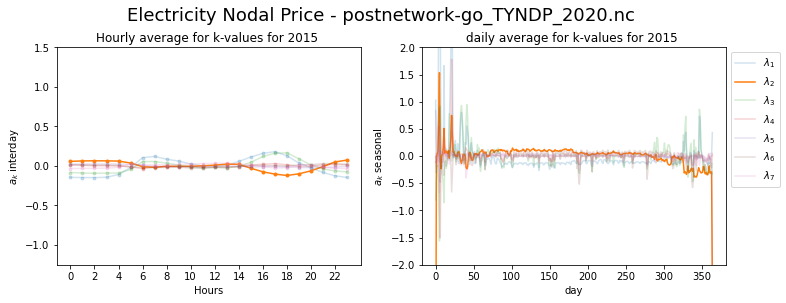 Electricity Nodal Price - postnetwork-go_TYNDP_2020.nc
Hourly average for k-values for 2015
daily average for k-values for 2015
1.5
1.0
0.5
0.0
−0.5
−1.0
a_k interday
0 2 4 6 8 10 12 14 16 18 20 22
Hours
2.0
1.5
1.0
0.5
0.0
−0.5
−1.0
−1.5
−2.0
a_k seasonal
0 50 100 150 200 250 300 350
day
λ₁
λ₂
λ₃
λ₄
λ₅
λ₆
λ₇